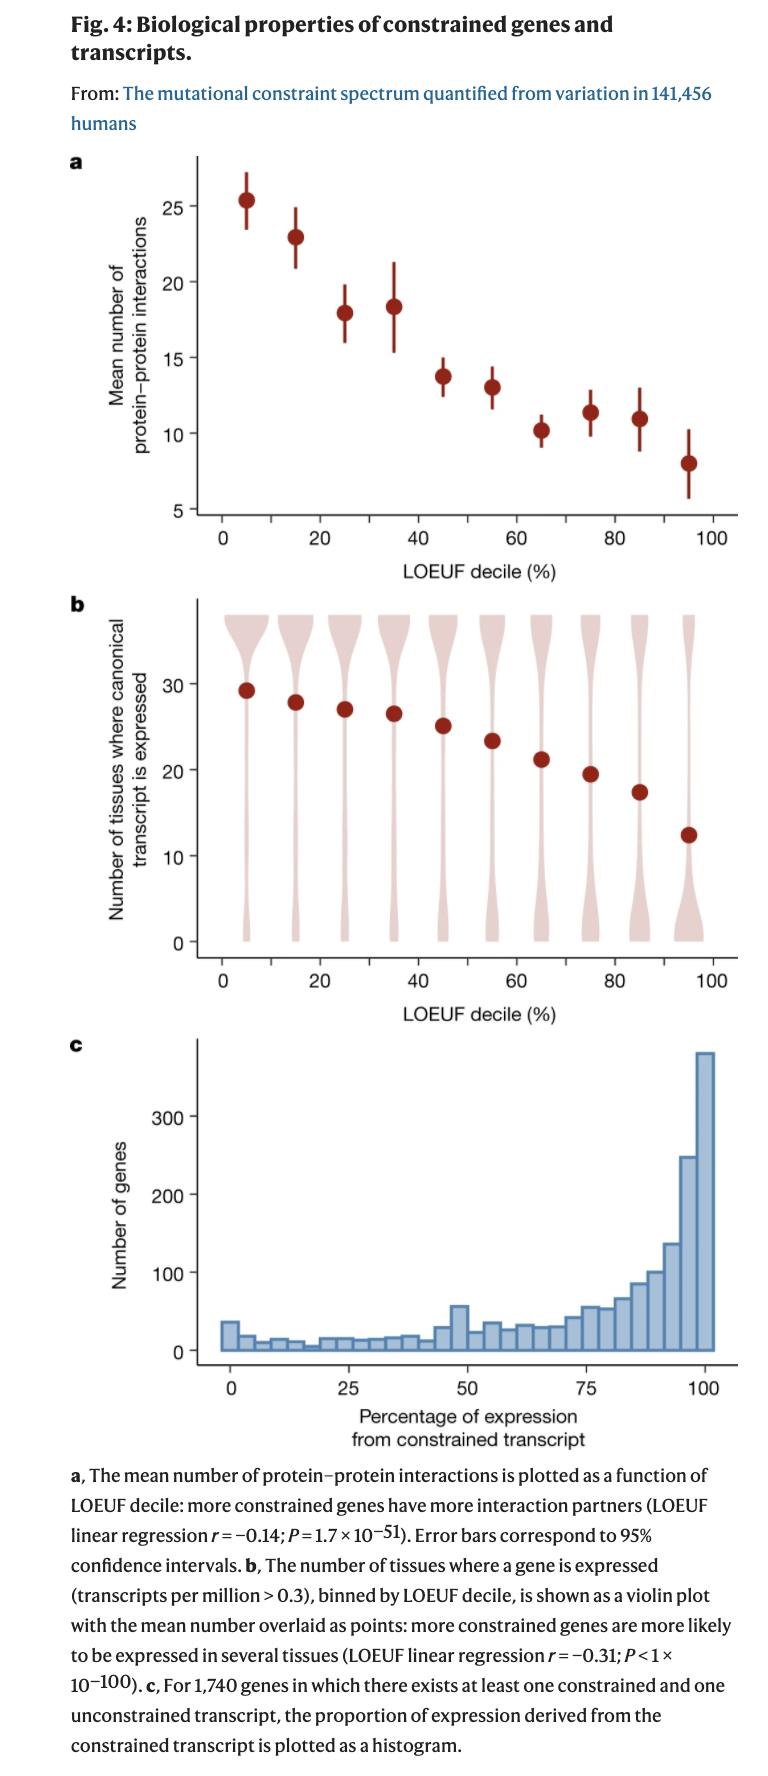 Fig. 4: Biological properties of constrained genes and
transcripts.
From: The mutational constraint spectrum quantified from variation in 141,456
humans
a
Mean number of
protein–protein interactions
25
20
15
10
5
0 20 40 60 80 100
LOEUF decile (%)
b
Number of tissues where canonical
transcript is expressed
30
20
10
0
0 20 40 60 80 100
LOEUF decile (%)
c
Number of genes
300
200
100
0
0 25 50 75 100
Percentage of expression
from constrained transcript
a, The mean number of protein–protein interactions is plotted as a function of
LOEUF decile: more constrained genes have more interaction partners (LOEUF
linear regression r = −0.14; P = 1.7 × 10−51). Error bars correspond to 95%
confidence intervals. b, The number of tissues where a gene is expressed
(transcripts per million > 0.3), binned by LOEUF decile, is shown as a violin plot
with the mean number overlaid as points: more constrained genes are more likely
to be expressed in several tissues (LOEUF linear regression r = −0.31; P < 1 ×
10−100). c, For 1,740 genes in which there exists at least one constrained and one
unconstrained transcript, the proportion of expression derived from the
constrained transcript is plotted as a histogram.